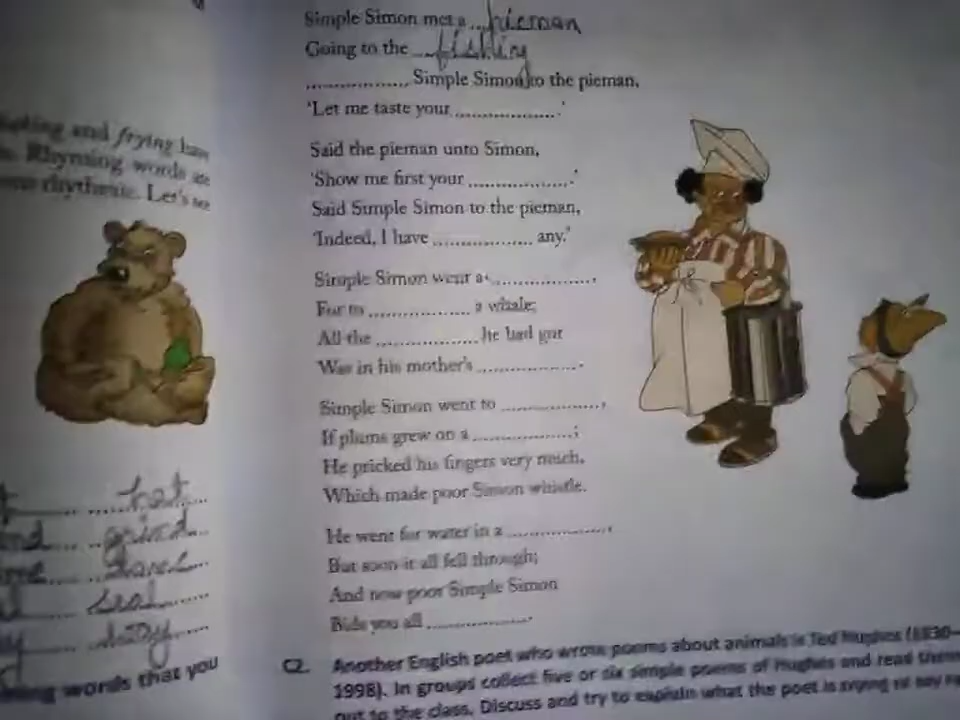 and frying
Rhyming words are
Let's see
hat
Simple Simon met a pieman
Going to the fishing
.................. Simple Simon to the pieman,
'Let me taste your ..................'
Said the pieman unto Simon,
'Show me first your ..................'
Said Simple Simon to the pieman,
'Indeed, I have .................. any.'
Simple Simon went a- ..................,
For to .................. a whale;
All the .................. he had got
Was in his mother's ..................
Simple Simon went to ..................,
If plums grew on a ..................;
He pricked his fingers very much,
Which made poor Simon whistle.
He went for water in a ..................,
But soon it all fell through;
And now poor Simple Simon
Bids you all ..................
words that you
C2. Another English poet who wrote poems about animals is Ted Hughes (1930–
1998). In groups collect five or six simple poems of Hughes and read them
out to the class. Discuss and try to explain what the poet is trying to say